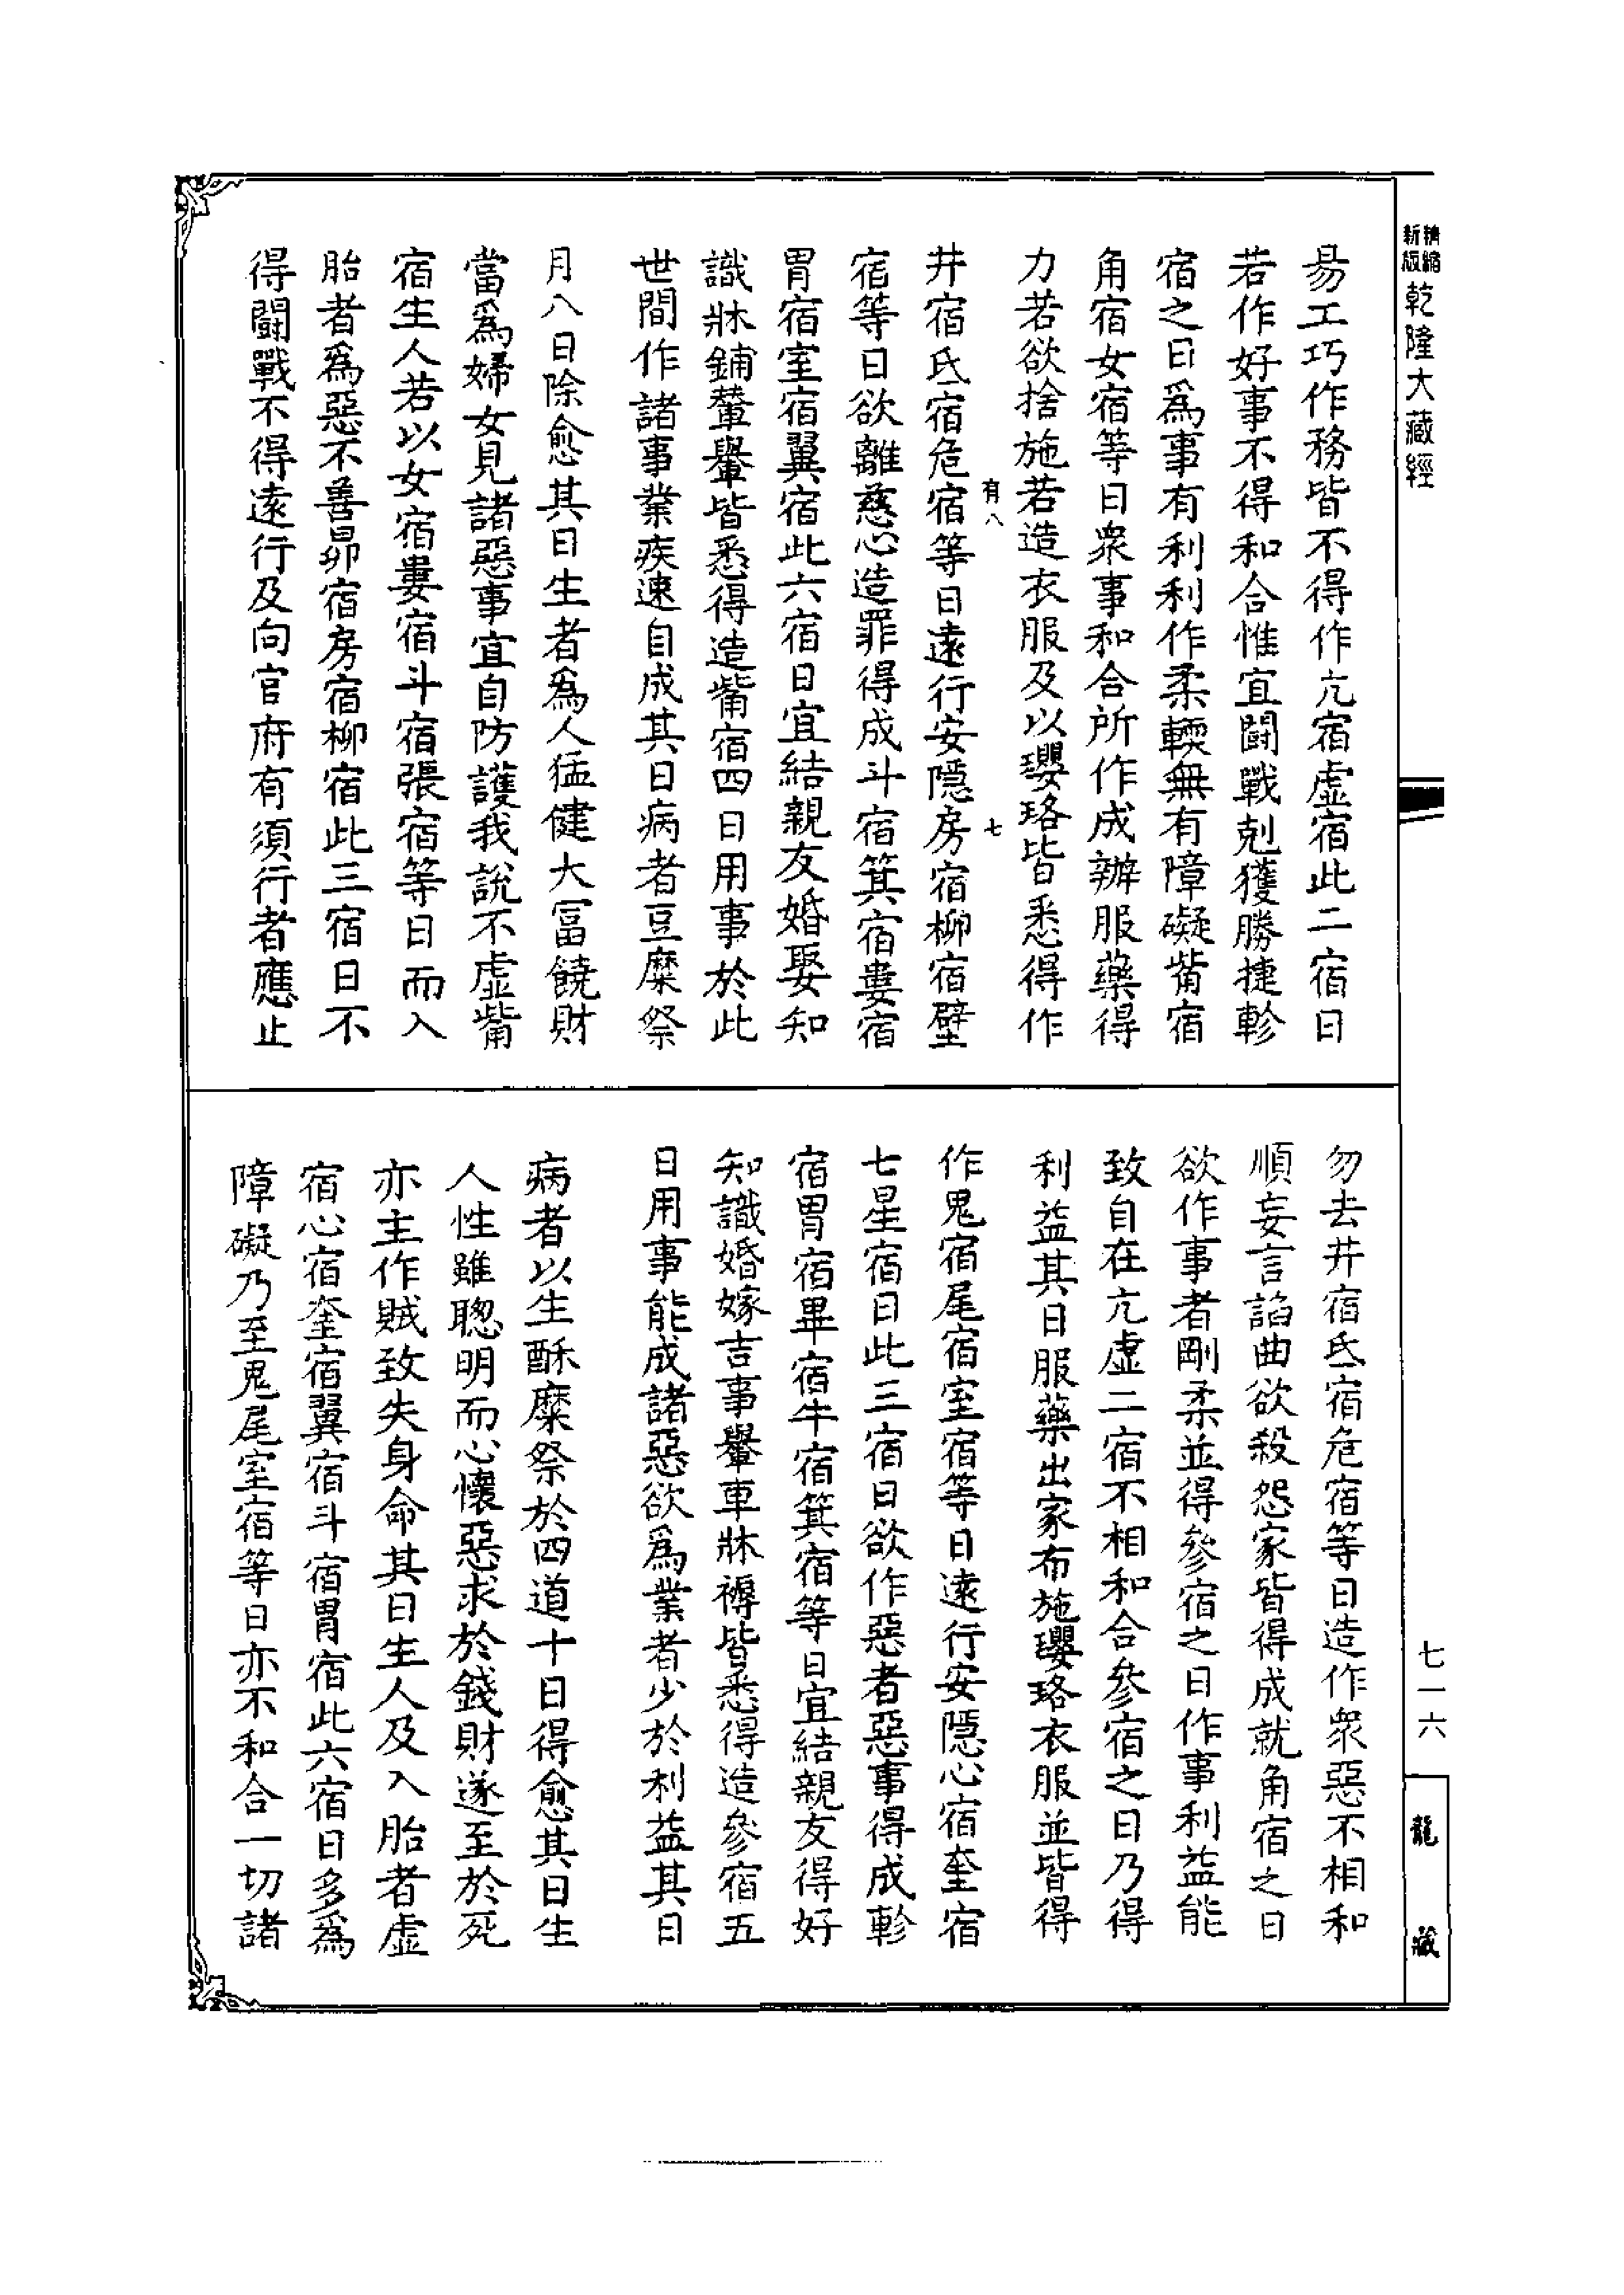 精縮
新版
乾隆大藏經
易工巧作務皆不得作亢宿虛宿此二宿日
若作好事不得和合惟宜鬪戰剋獲勝捷軫
宿之日爲事有利利作柔輭無有障礙觜宿
角宿女宿等日衆事和合所作成辦服藥得
力若欲捨施若造衣服及以瓔珞皆悉得作
有八
七
井宿氐宿危宿等日遠行安隱房宿柳宿壁
宿等日欲離慈心造罪得成斗宿箕宿婁宿
胃宿室宿翼宿此六宿日宜結親友婚娶知
識牀鋪輦轝皆悉得造觜宿四日用事於此
世間作諸事業疾速自成其日病者豆糜祭
月八日除愈其日生者爲人猛健大富饒財
當爲婦女見諸惡事宜自防護我說不虛觜
宿生人若以女宿婁宿斗宿張宿等日而入
胎者爲惡不善昴宿房宿柳宿此三宿日不
得鬪戰不得遠行及向官府有須行者應止
勿去井宿氐宿危宿等日造作衆惡不相和
順妄言諂曲欲殺怨家皆得成就角宿之日
欲作事者剛柔並得參宿之日作事利益能
致自在亢虛二宿不相和合參宿之日乃得
利益其日服藥出家布施瓔珞衣服並皆得
作鬼宿尾宿室宿等日遠行安隱心宿奎宿
七星宿日此三宿日欲作惡者惡事得成軫
宿胃宿畢宿牛宿箕宿等日宜結親友得好
知識婚嫁吉事轝車牀褥皆悉得造參宿五
日用事能成諸惡欲爲業者少於利益其日
病者以生酥糜祭於四道十日得愈其日生
人性雖聰明而心懷惡求於錢財遂至於死
亦主作賊致失身命其日生人及入胎者虛
宿心宿奎宿翼宿斗宿胃宿此六宿日多爲
障礙乃至鬼尾室宿等日亦不和合一切諸
七一六
龍藏